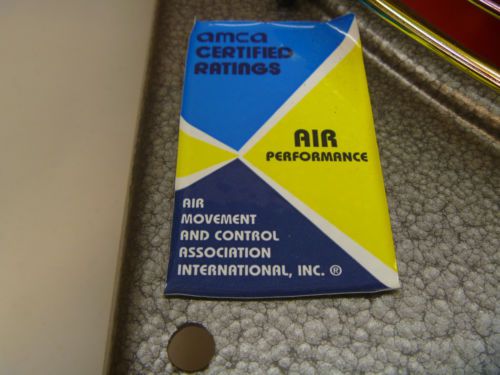 amca
CERTIFIED
RATINGS
AIR
PERFORMANCE
AIR
MOVEMENT
AND CONTROL
ASSOCIATION
INTERNATIONAL, INC. ®